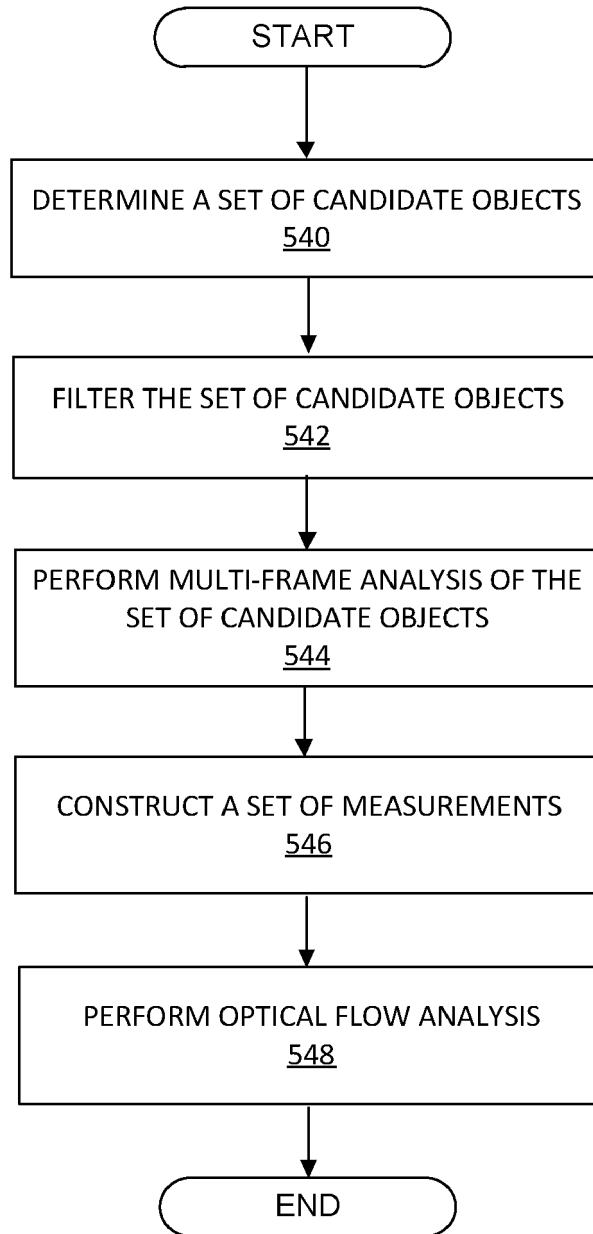 START
DETERMINE A SET OF CANDIDATE OBJECTS
540
FILTER THE SET OF CANDIDATE OBJECTS
542
PERFORM MULTI-FRAME ANALYSIS OF THE
SET OF CANDIDATE OBJECTS
544
CONSTRUCT A SET OF MEASUREMENTS
546
PERFORM OPTICAL FLOW ANALYSIS
548
END